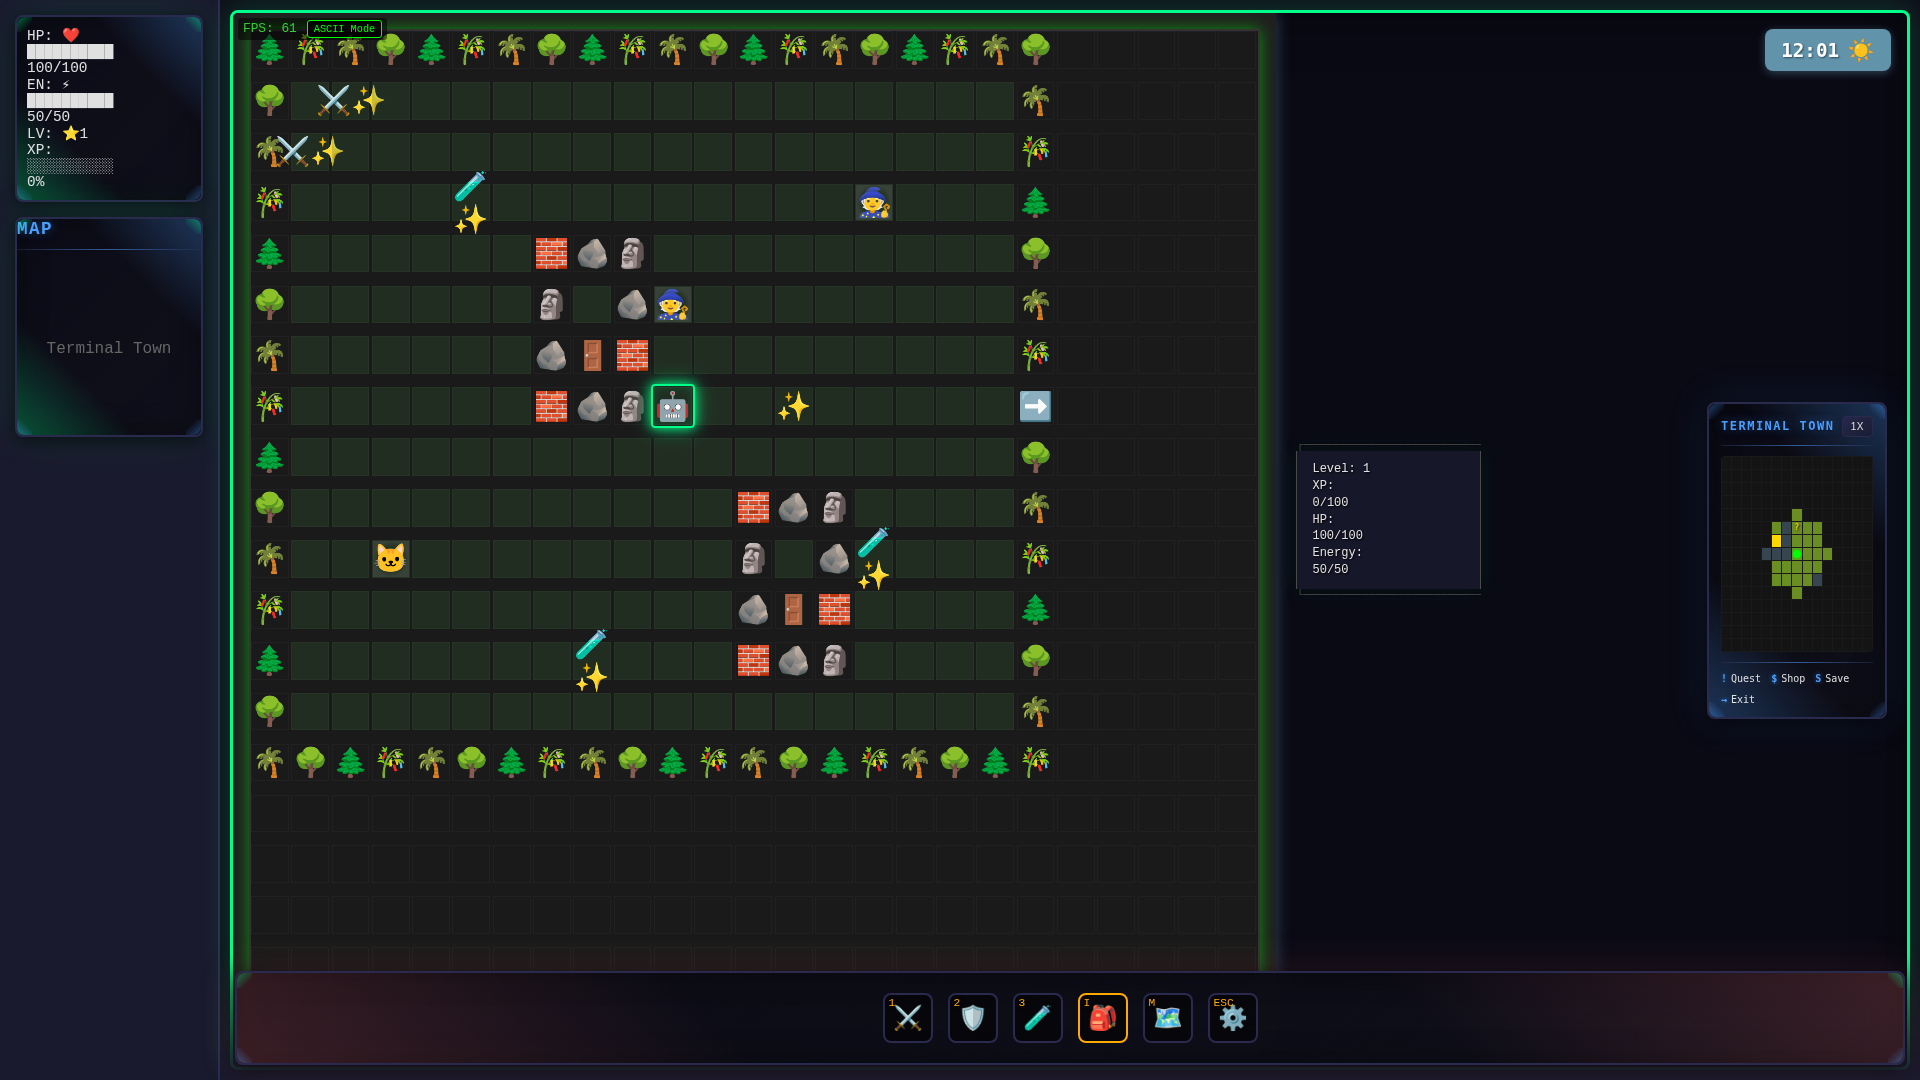 HP: ❤️
██████████
100/100
EN: ⚡
██████████
50/50
LV: ⭐1
XP:
░░░░░░░░░░
0%
MAP
Terminal Town
FPS: 61 ASCII Mode
12:01 ☀️
Level: 1
XP:
0/100
HP:
100/100
Energy:
50/50
TERMINAL TOWN 1X
?
! Quest $ Shop S Save
→ Exit
1 2 3 I M ESC